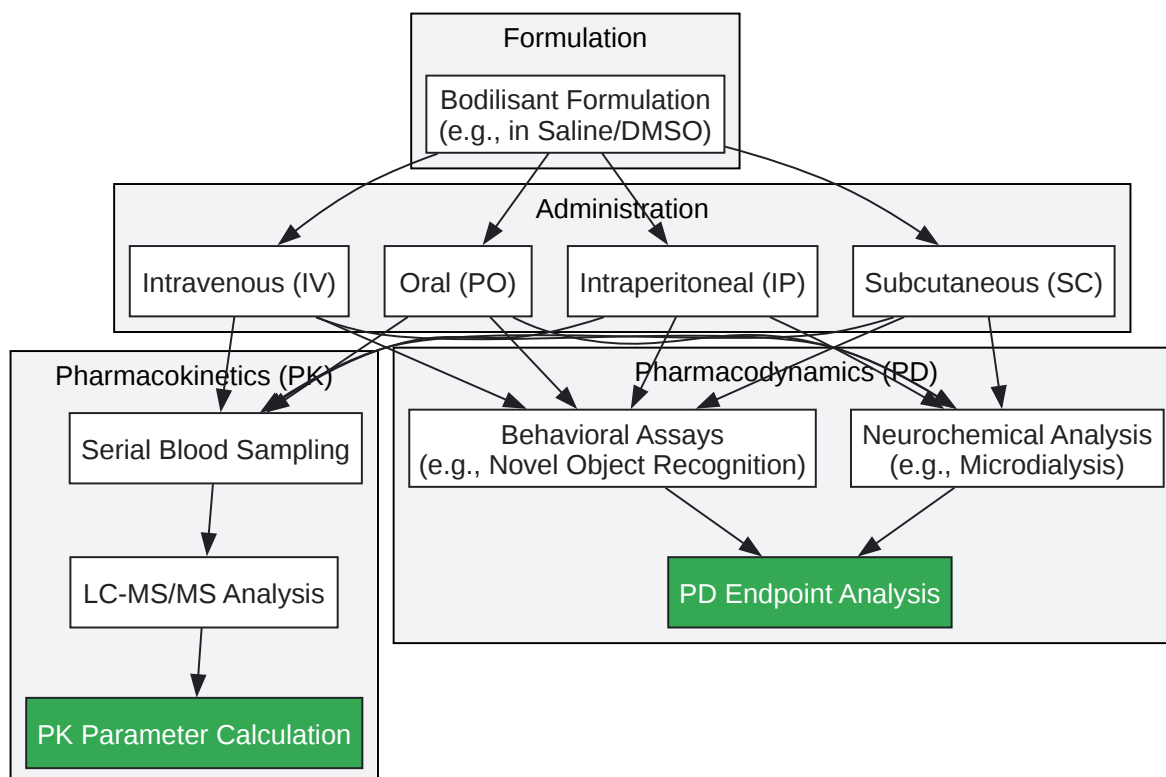 Formulation
Bodilisant Formulation
(e.g., in Saline/DMSO)
Administration
Intravenous (IV)
Oral (PO)
Intraperitoneal (IP)
Subcutaneous (SC)
Pharmacokinetics (PK)
Pharmacodynamics (PD)
Serial Blood Sampling
Behavioral Assays
(e.g., Novel Object Recognition)
Neurochemical Analysis
(e.g., Microdialysis)
LC-MS/MS Analysis
PD Endpoint Analysis
PK Parameter Calculation